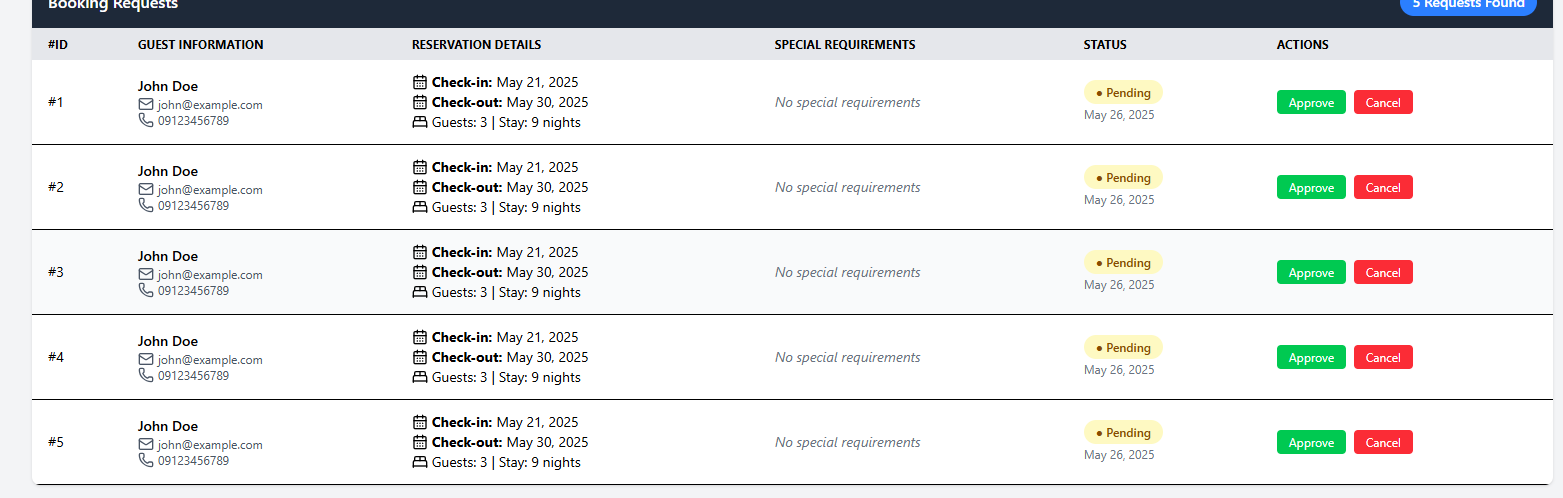 Booking Requests
5 Requests Found
#ID GUEST INFORMATION RESERVATION DETAILS SPECIAL REQUIREMENTS STATUS ACTIONS
#1
John Doe
john@example.com
09123456789
Check-in: May 21, 2025
Check-out: May 30, 2025
Guests: 3 | Stay: 9 nights
No special requirements
• Pending
May 26, 2025
Approve Cancel
#2
John Doe
john@example.com
09123456789
Check-in: May 21, 2025
Check-out: May 30, 2025
Guests: 3 | Stay: 9 nights
No special requirements
• Pending
May 26, 2025
Approve Cancel
#3
John Doe
john@example.com
09123456789
Check-in: May 21, 2025
Check-out: May 30, 2025
Guests: 3 | Stay: 9 nights
No special requirements
• Pending
May 26, 2025
Approve Cancel
#4
John Doe
john@example.com
09123456789
Check-in: May 21, 2025
Check-out: May 30, 2025
Guests: 3 | Stay: 9 nights
No special requirements
• Pending
May 26, 2025
Approve Cancel
#5
John Doe
john@example.com
09123456789
Check-in: May 21, 2025
Check-out: May 30, 2025
Guests: 3 | Stay: 9 nights
No special requirements
• Pending
May 26, 2025
Approve Cancel